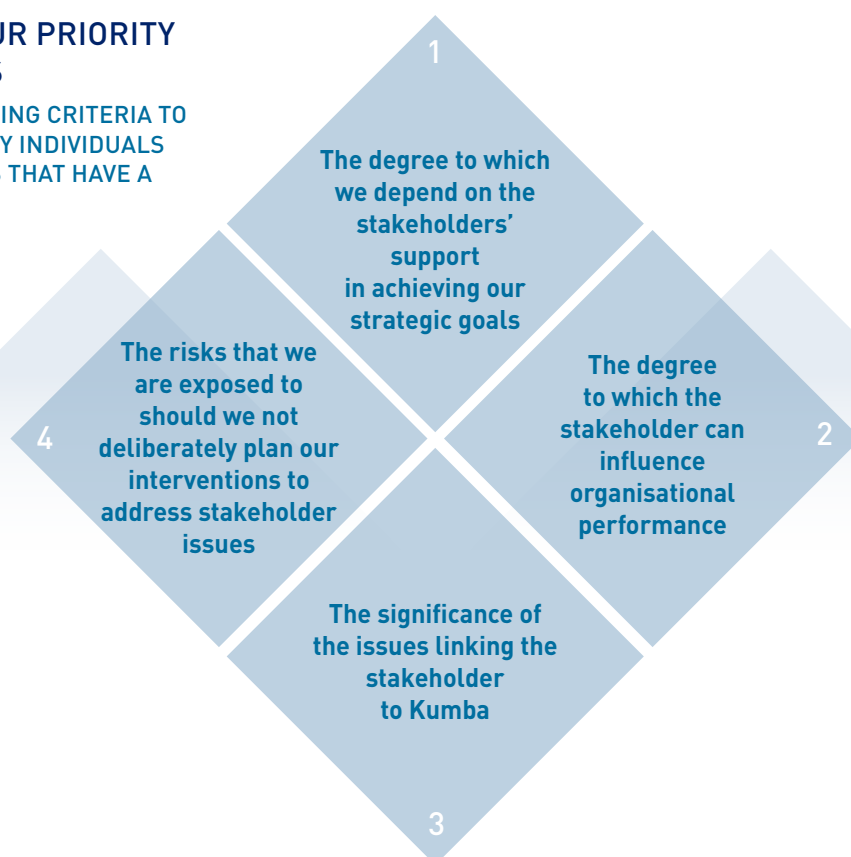 UR PRIORITY
S
ING CRITERIA TO
Y INDIVIDUALS
S THAT HAVE A
1
The degree to which
we depend on the
stakeholders’
support
in achieving our
strategic goals
The risks that we
are exposed to
should we not
deliberately plan our
interventions to
address stakeholder
issues
4
The degree
to which the
stakeholder can
influence
organisational
performance
2
The significance of
the issues linking the
stakeholder
to Kumba
3